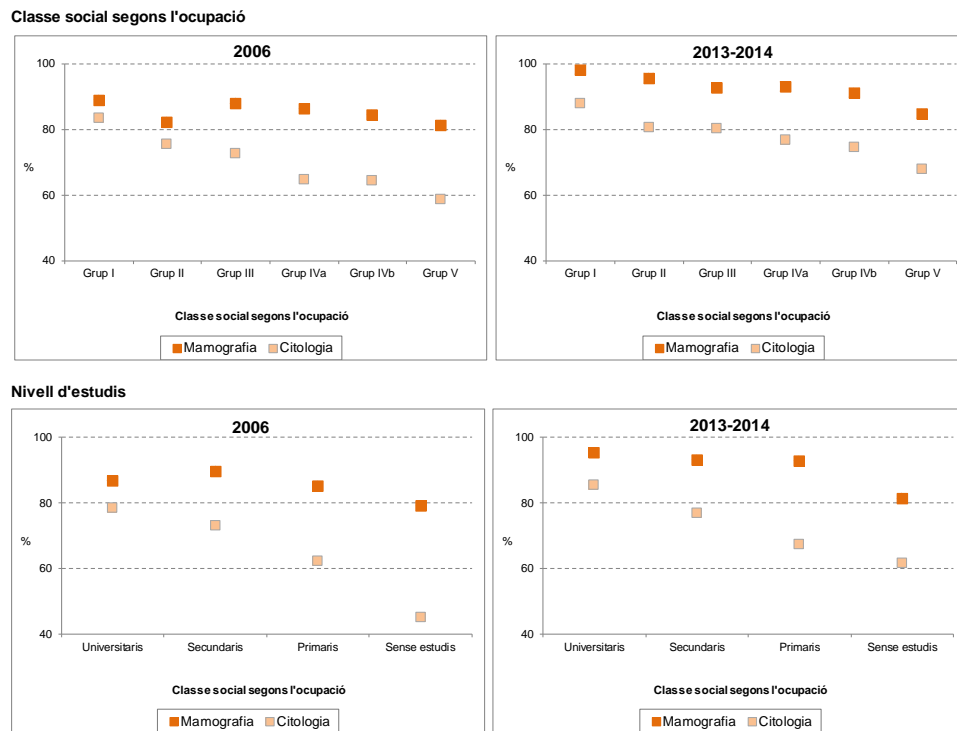 Classe social segons l'ocupació
2006
100
80
%
60
40
Grup I Grup II Grup III Grup IVa Grup IVb Grup V
Classe social segons l'ocupació
Mamografia Citologia
2013-2014
100
80
%
60
40
Grup I Grup II Grup III Grup IVa Grup IVb Grup V
Classe social segons l'ocupació
Mamografia Citologia
Nivell d'estudis
2006
100
80
%
60
40
Universitaris Secundaris Primaris Sense estudis
Classe social segons l'ocupació
Mamografia Citologia
2013-2014
100
80
%
60
40
Universitaris Secundaris Primaris Sense estudis
Classe social segons l'ocupació
Mamografia Citologia